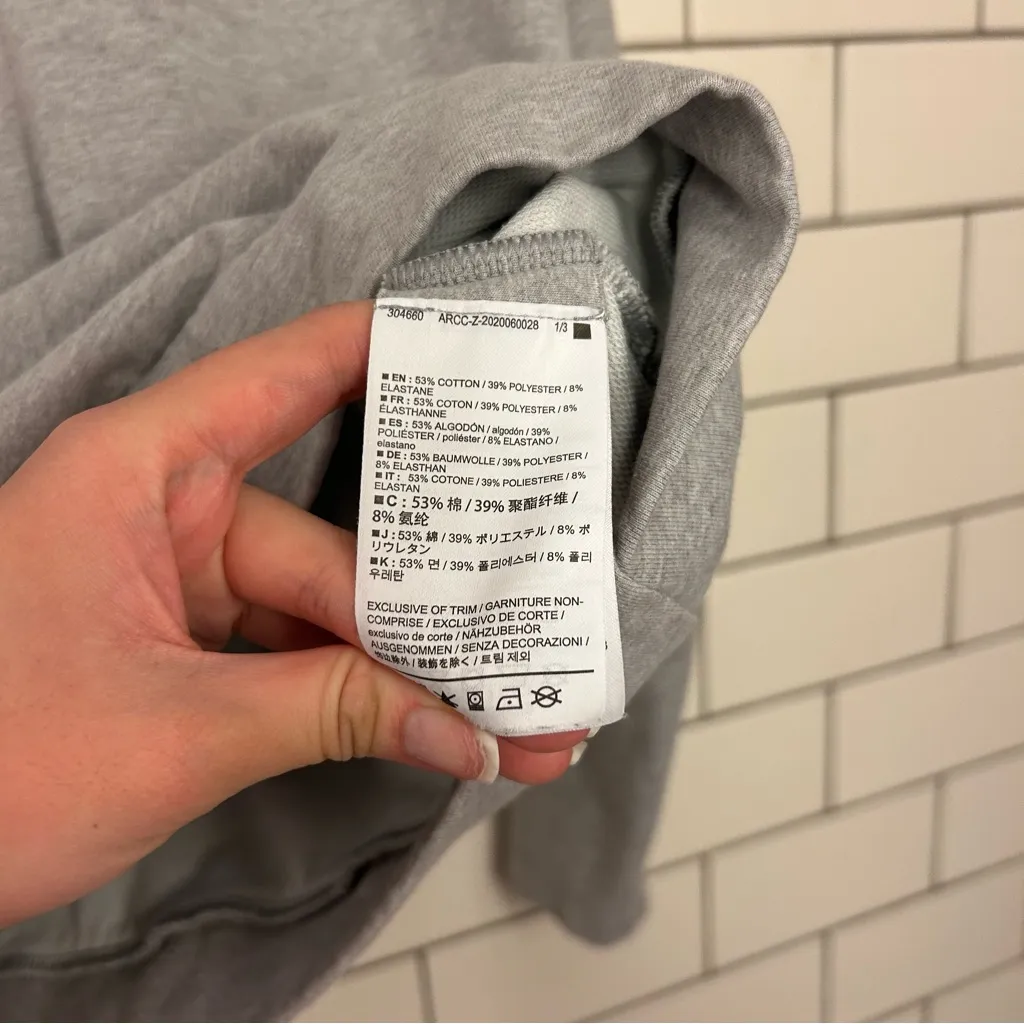 304660 ARCC-Z-2020060028 1/3
■ EN : 53% COTTON / 39% POLYESTER / 8%
ELASTANE
■ FR : 53% COTON / 39% POLYESTER / 8%
ÉLASTHANNE
■ ES : 53% ALGODÓN / algodón / 39%
POLIÉSTER / poliéster / 8% ELASTANO /
elastano
■ DE : 53% BAUMWOLLE / 39% POLYESTER /
8% ELASTHAN
■ IT : 53% COTONE / 39% POLIESTERE / 8%
ELASTAN
■ C : 53% 棉 / 39% 聚酯纤维 /
8% 氨纶
■ J : 53% 綿 / 39% ポリエステル / 8% ポ
リウレタン
■ K : 53% 면 / 39% 폴리에스터 / 8% 폴리
우레탄
EXCLUSIVE OF TRIM / GARNITURE NON-
COMPRISE / EXCLUSIVO DE CORTE /
exclusivo de corte / NÄHZUBEHÖR
AUSGENOMMEN / SENZA DECORAZIONI /
除外 / 装飾を除く / 트림 제외